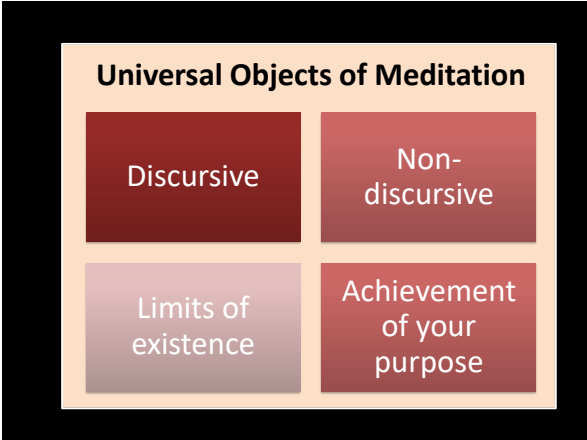 Universal Objects of Meditation
Discursive
Non-
discursive
Limits of
existence
Achievement
of your
purpose